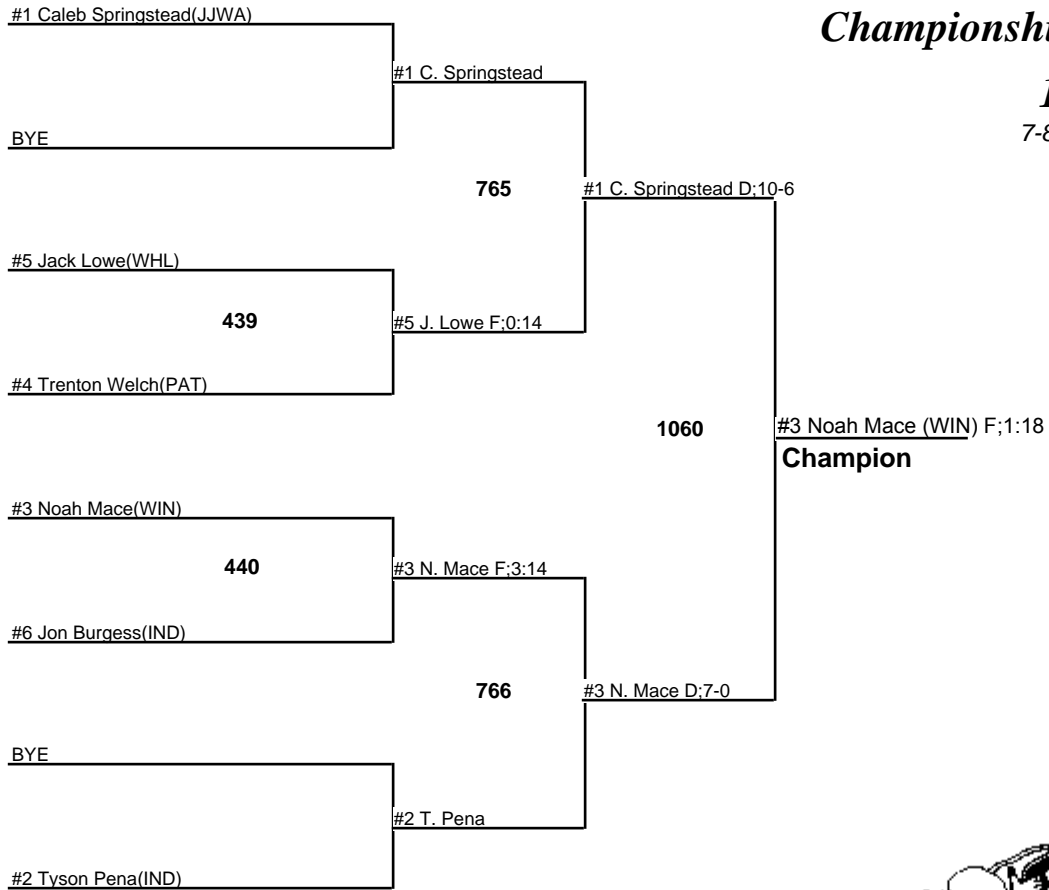 #1 Caleb Springstead(JJWA)
Championshi
#1 C. Springstead
7-8
BYE
765
#1 C. Springstead D;10-6
#5 Jack Lowe(WHL)
439
#5 J. Lowe F;0:14
#4 Trenton Welch(PAT)
1060
#3 Noah Mace (WIN) F;1:18
Champion
#3 Noah Mace(WIN)
440
#3 N. Mace F;3:14
#6 Jon Burgess(IND)
766
#3 N. Mace D;7-0
BYE
#2 T. Pena
#2 Tyson Pena(IND)